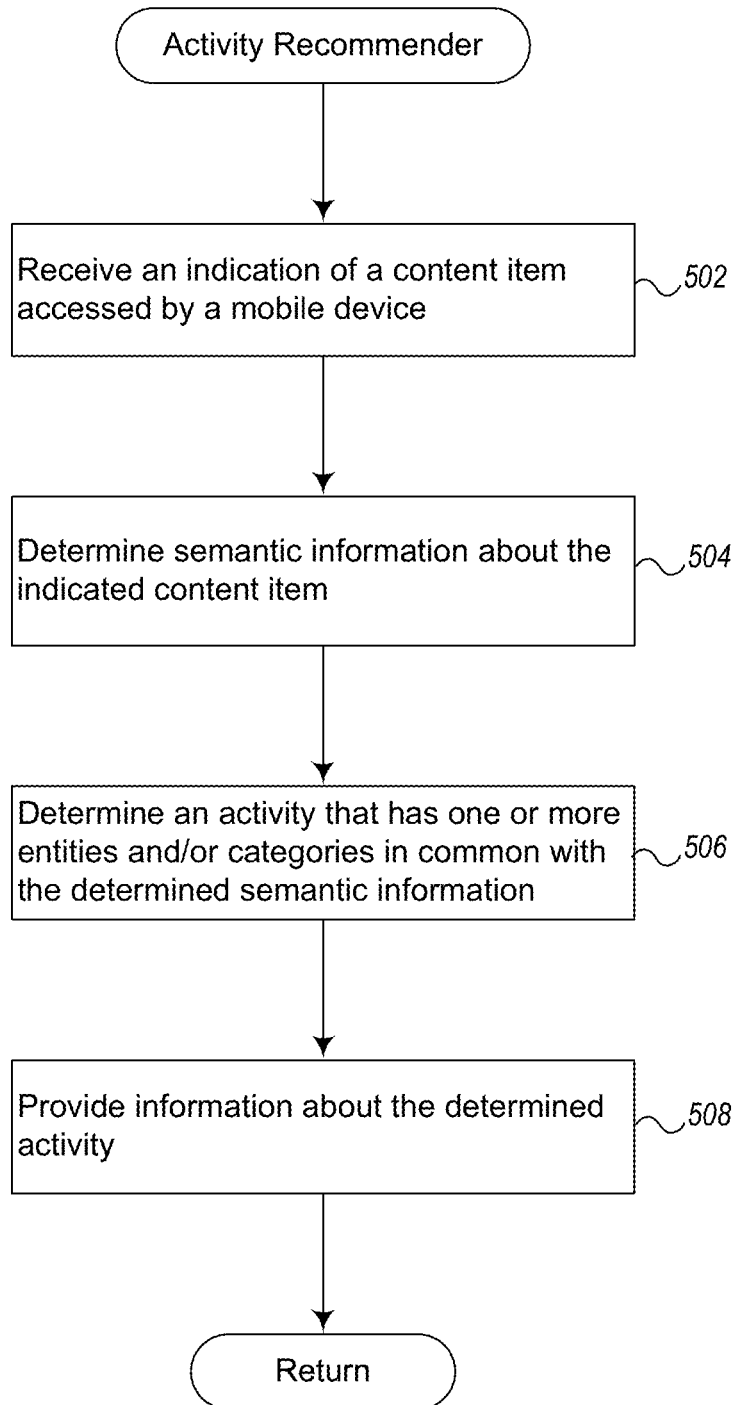 Activity Recommender
Receive an indication of a content item
accessed by a mobile device
502
Determine semantic information about the
indicated content item
504
Determine an activity that has one or more
entities and/or categories in common with
the determined semantic information
506
Provide information about the determined
activity
508
Return